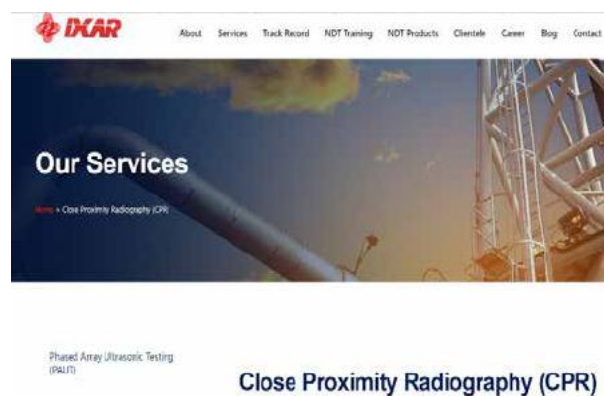 IXAR
About Services Track Record NDT Training NDT Products Clientele Career Blog Contact
Our Services
Home » Close Proximity Radiography (CPR)
Phased Array Ultrasonic Testing
(PAUT)
Close Proximity Radiography (CPR)